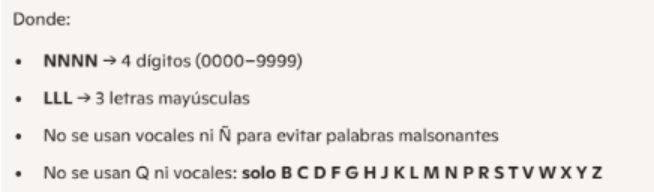 Donde:
• NNNN → 4 dígitos (0000–9999)
• LLL → 3 letras mayúsculas
• No se usan vocales ni Ñ para evitar palabras malsonantes
• No se usan Q ni vocales: solo B C D F G H J K L M N P R S T V W X Y Z